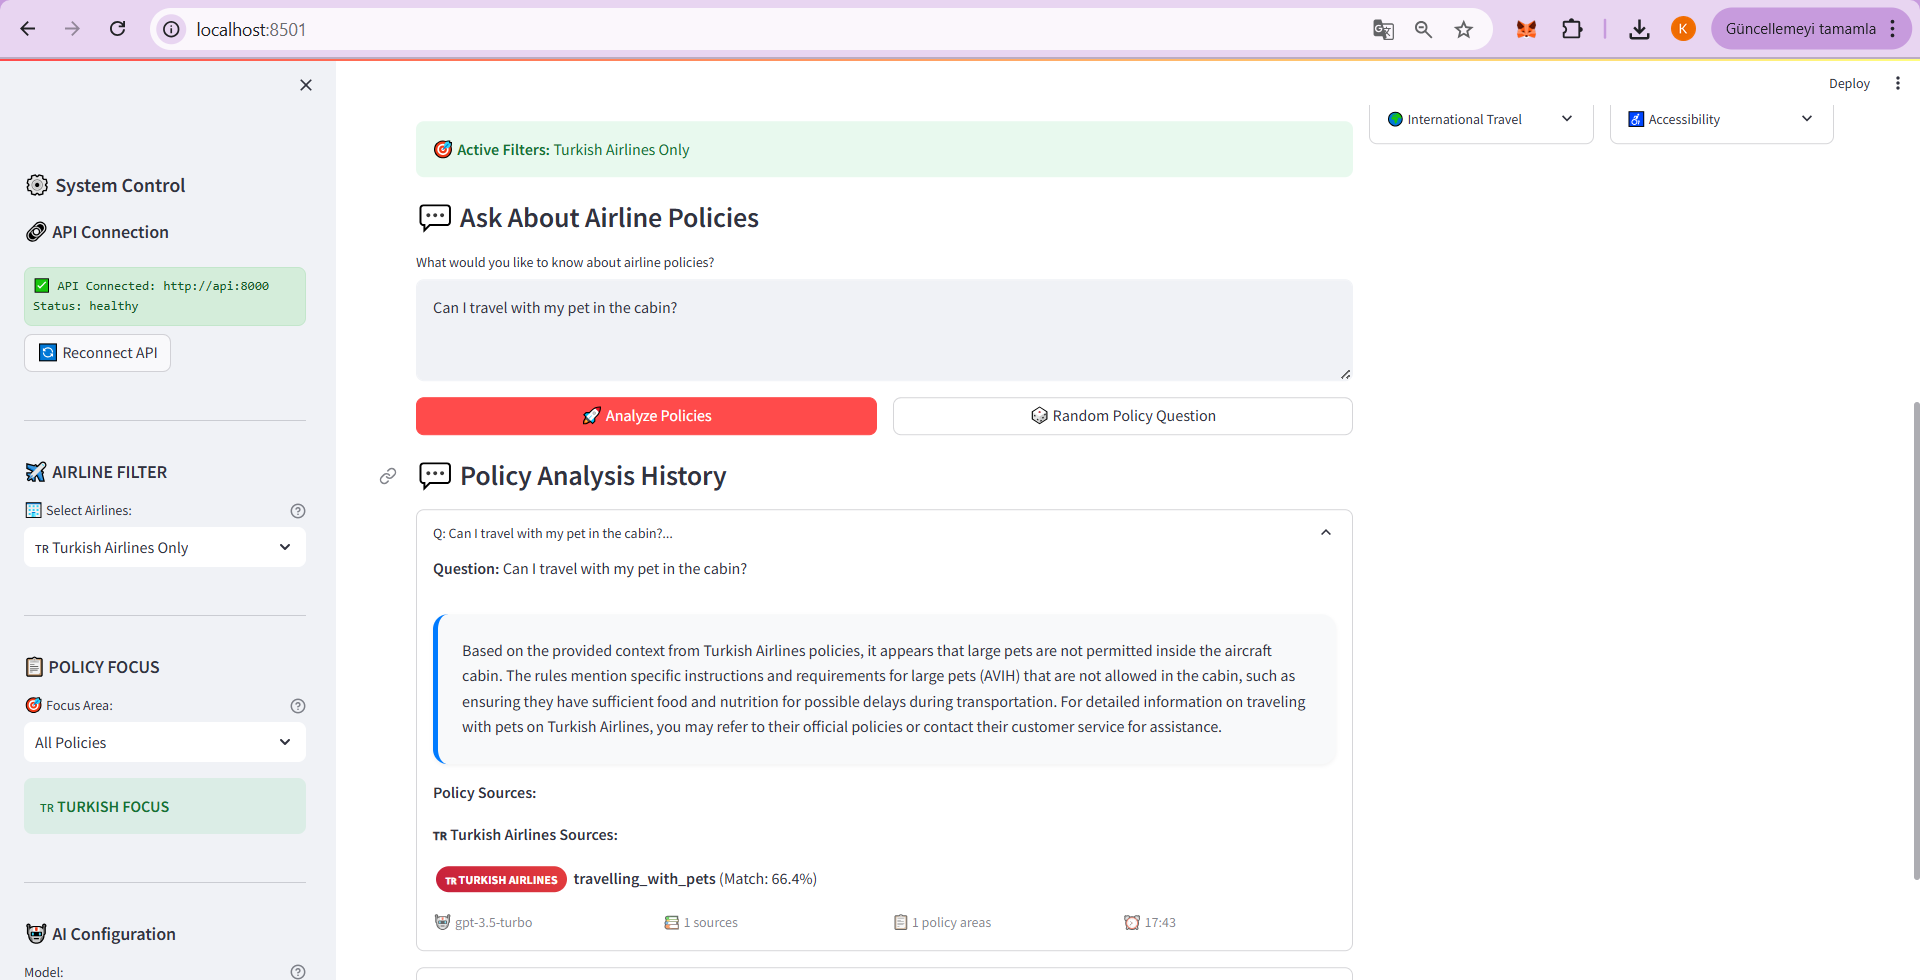 localhost:8501
K
Güncellemeyi tamamla
Deploy
System Control
API Connection
API Connected: http://api:8000
Status: healthy
Reconnect API
AIRLINE FILTER
Select Airlines:
TR Turkish Airlines Only
POLICY FOCUS
Focus Area:
All Policies
TR TURKISH FOCUS
AI Configuration
Model:
International Travel
Accessibility
Active Filters: Turkish Airlines Only
Ask About Airline Policies
What would you like to know about airline policies?
Can I travel with my pet in the cabin?
Analyze Policies
Random Policy Question
Policy Analysis History
Q: Can I travel with my pet in the cabin?...
Question: Can I travel with my pet in the cabin?
Based on the provided context from Turkish Airlines policies, it appears that large pets are not permitted inside the aircraft
cabin. The rules mention specific instructions and requirements for large pets (AVIH) that are not allowed in the cabin, such as
ensuring they have sufficient food and nutrition for possible delays during transportation. For detailed information on traveling
with pets on Turkish Airlines, you may refer to their official policies or contact their customer service for assistance.
Policy Sources:
TR Turkish Airlines Sources:
TR TURKISH AIRLINES travelling_with_pets (Match: 66.4%)
gpt-3.5-turbo
1 sources
1 policy areas
17:43